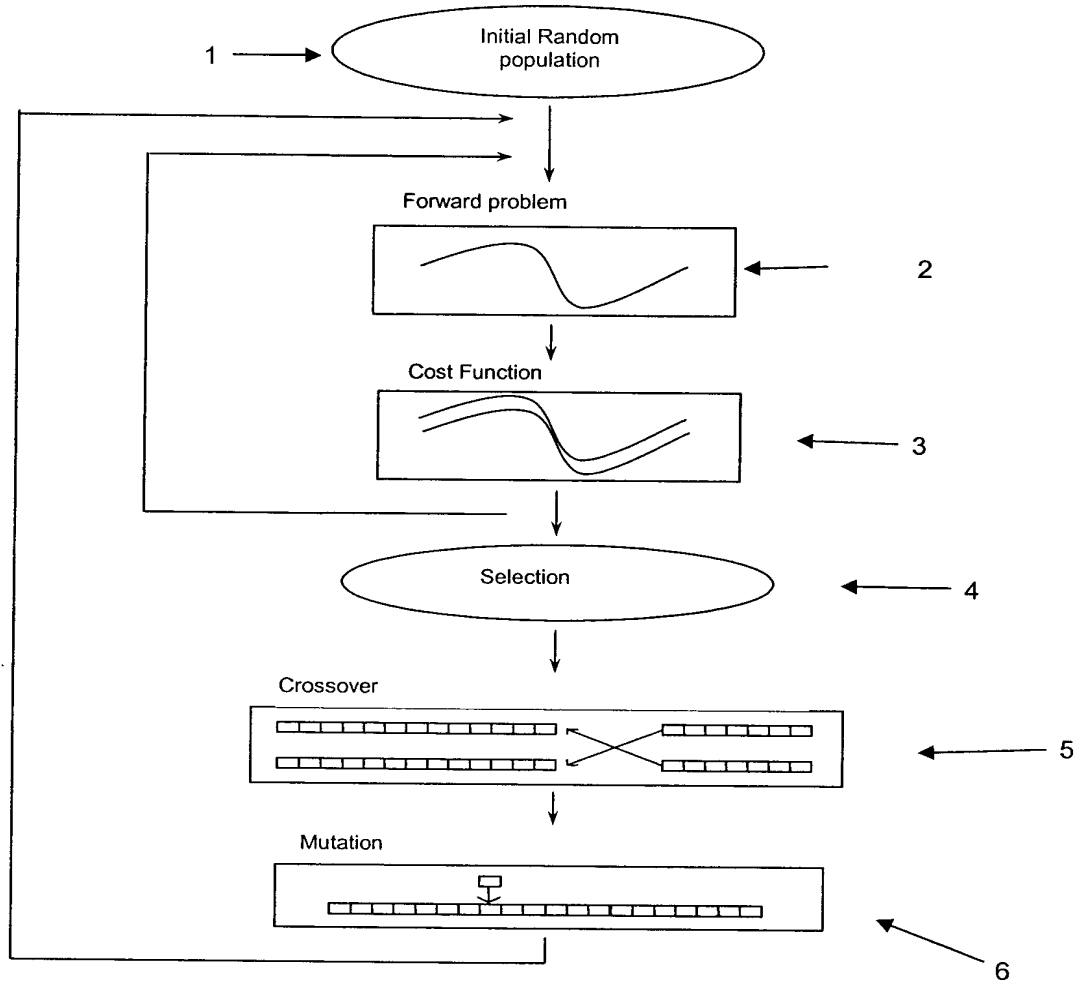 Initial Random
population
1
Forward problem
2
Cost Function
3
Selection
4
Crossover
5
Mutation
6